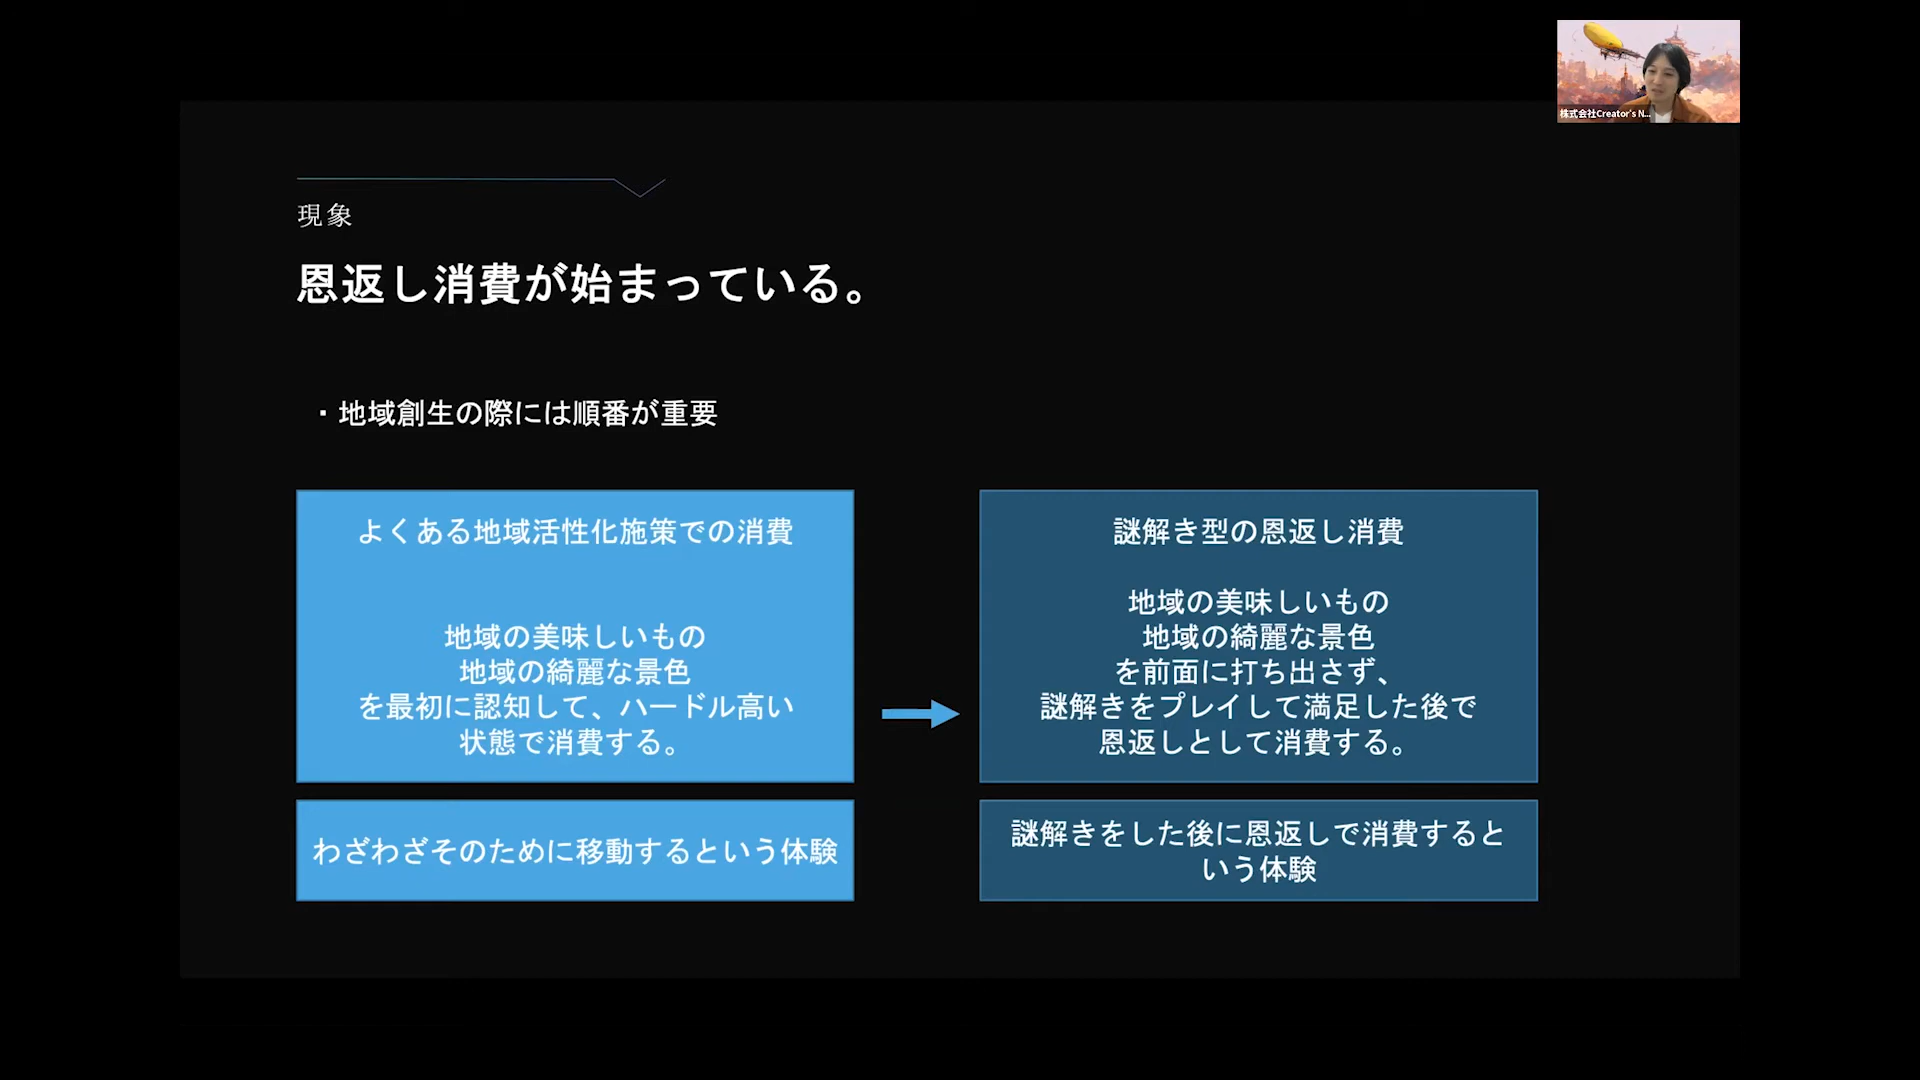 株式会社Creator's N...
現象
恩返し消費が始まっている。
・地域創生の際には順番が重要
よくある地域活性化施策での消費
地域の美味しいもの
地域の綺麗な景色
を最初に認知して、ハードル高い
状態で消費する。
わざわざそのために移動するという体験
謎解き型の恩返し消費
地域の美味しいもの
地域の綺麗な景色
を前面に打ち出さず、
謎解きをプレイして満足した後で
恩返しとして消費する。
謎解きをした後に恩返しで消費すると
いう体験